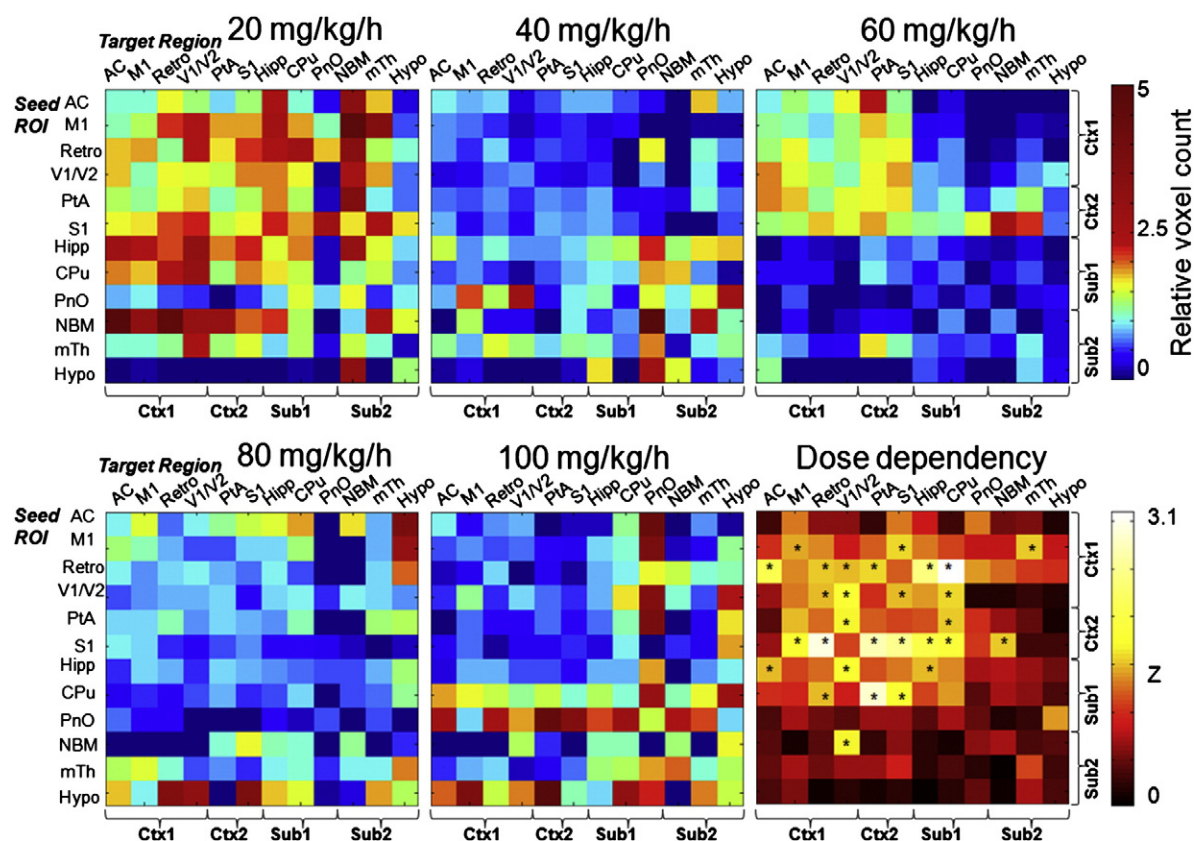 20 mg/kg/h 40 mg/kg/h 60 mg/kg/h
Target Region
AC M1 Retro V1/V2 PtA S1 Hipp CPu PnO NBM mTh Hypo AC M1 Retro V1/V2 PtA S1 Hipp CPu PnO NBM mTh Hypo AC M1 Retro V1/V2 PtA S1 Hipp CPu PnO NBM mTh Hypo
Seed AC
ROI M1
Retro
V1/V2
PtA
S1
Hipp
CPu
PnO
NBM
mTh
Hypo
Ctx1 Ctx2 Sub1 Sub2 Ctx1 Ctx2 Sub1 Sub2 Ctx1 Ctx2 Sub1 Sub2
Ctx1
Ctx2
Sub1
Sub2
5
2.5
0
Relative voxel count
80 mg/kg/h 100 mg/kg/h Dose dependency
Target Region
AC M1 Retro V1/V2 PtA S1 Hipp CPu PnO NBM mTh Hypo AC M1 Retro V1/V2 PtA S1 Hipp CPu PnO NBM mTh Hypo AC M1 Retro V1/V2 PtA S1 Hipp CPu PnO NBM mTh Hypo
Seed AC
ROI M1
Retro
V1/V2
PtA
S1
Hipp
CPu
PnO
NBM
mTh
Hypo
* * *
* * * * * *
* * * *
* *
* * * * * * *
* * *
* * *
*
Ctx1 Ctx2 Sub1 Sub2 Ctx1 Ctx2 Sub1 Sub2 Ctx1 Ctx2 Sub1 Sub2
Ctx1
Ctx2
Sub1
Sub2
3.1
Z
0